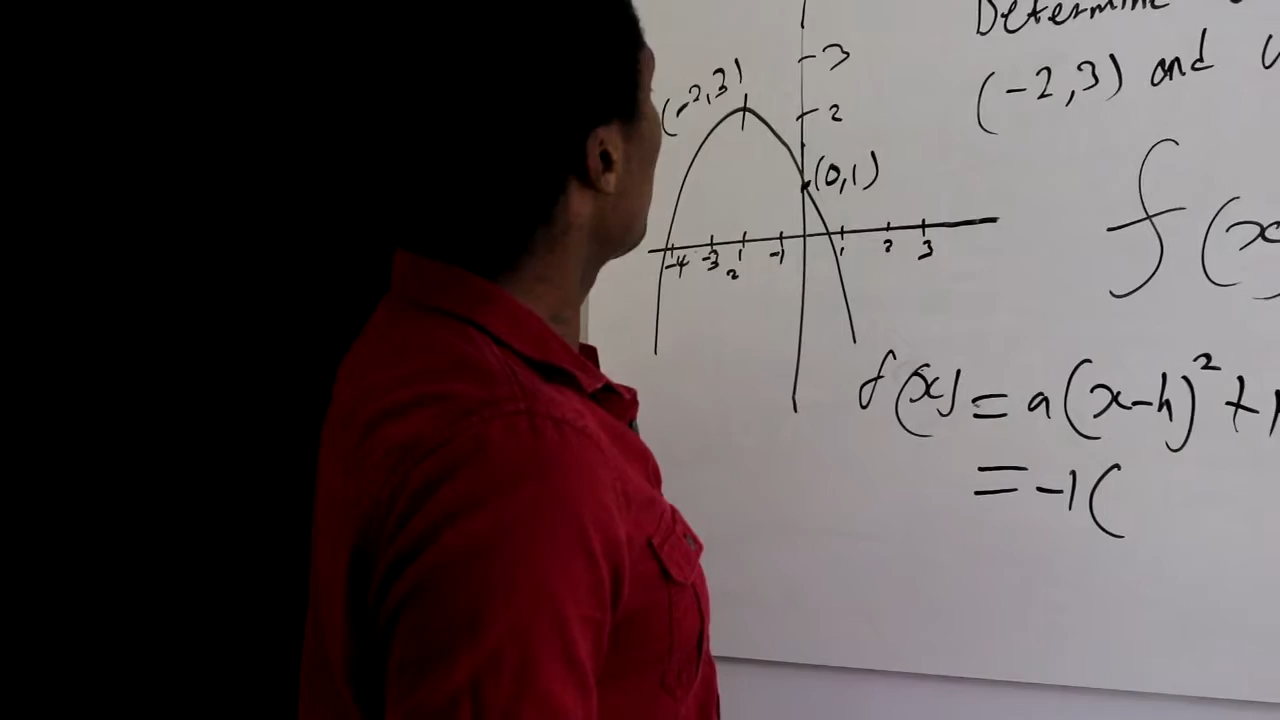 Determine
(-2,3) and
f(x
3
(-2,3)
2
(0,1)
-4 -3 2 -1 1 2 3
f(x) = a(x-h)² +
= -1(